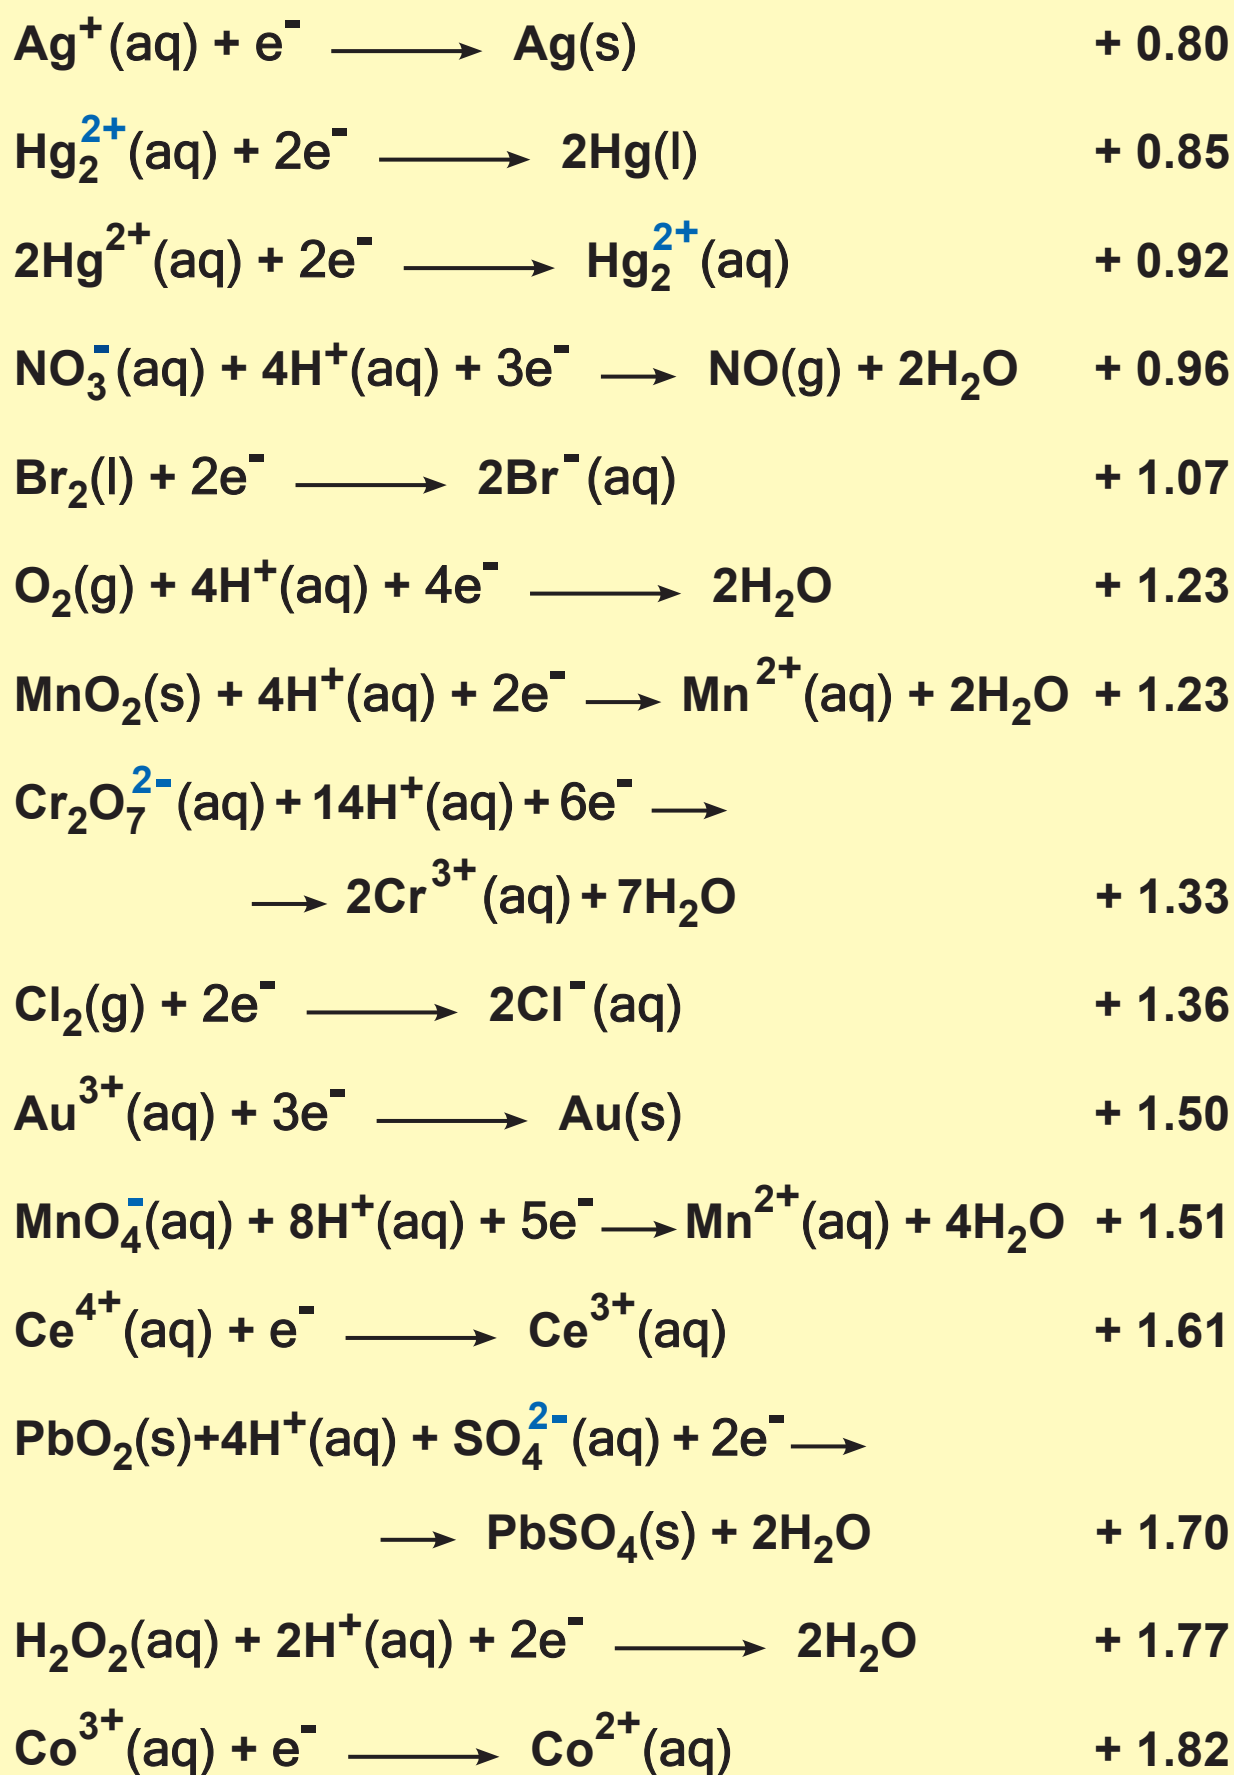 Ag⁺(aq) + e⁻ ⟶ Ag(s) + 0.80
Hg₂²⁺(aq) + 2e⁻ ⟶ 2Hg(l) + 0.85
2Hg²⁺(aq) + 2e⁻ ⟶ Hg₂²⁺(aq) + 0.92
NO₃⁻(aq) + 4H⁺(aq) + 3e⁻ ⟶ NO(g) + 2H₂O + 0.96
Br₂(l) + 2e⁻ ⟶ 2Br⁻(aq) + 1.07
O₂(g) + 4H⁺(aq) + 4e⁻ ⟶ 2H₂O + 1.23
MnO₂(s) + 4H⁺(aq) + 2e⁻ ⟶ Mn²⁺(aq) + 2H₂O + 1.23
Cr₂O₇²⁻(aq) + 14H⁺(aq) + 6e⁻ ⟶
⟶ 2Cr³⁺(aq) + 7H₂O + 1.33
Cl₂(g) + 2e⁻ ⟶ 2Cl⁻(aq) + 1.36
Au³⁺(aq) + 3e⁻ ⟶ Au(s) + 1.50
MnO₄⁻(aq) + 8H⁺(aq) + 5e⁻ ⟶ Mn²⁺(aq) + 4H₂O + 1.51
Ce⁴⁺(aq) + e⁻ ⟶ Ce³⁺(aq) + 1.61
PbO₂(s)+4H⁺(aq) + SO₄²⁻(aq) + 2e⁻ ⟶
⟶ PbSO₄(s) + 2H₂O + 1.70
H₂O₂(aq) + 2H⁺(aq) + 2e⁻ ⟶ 2H₂O + 1.77
Co³⁺(aq) + e⁻ ⟶ Co²⁺(aq) + 1.82